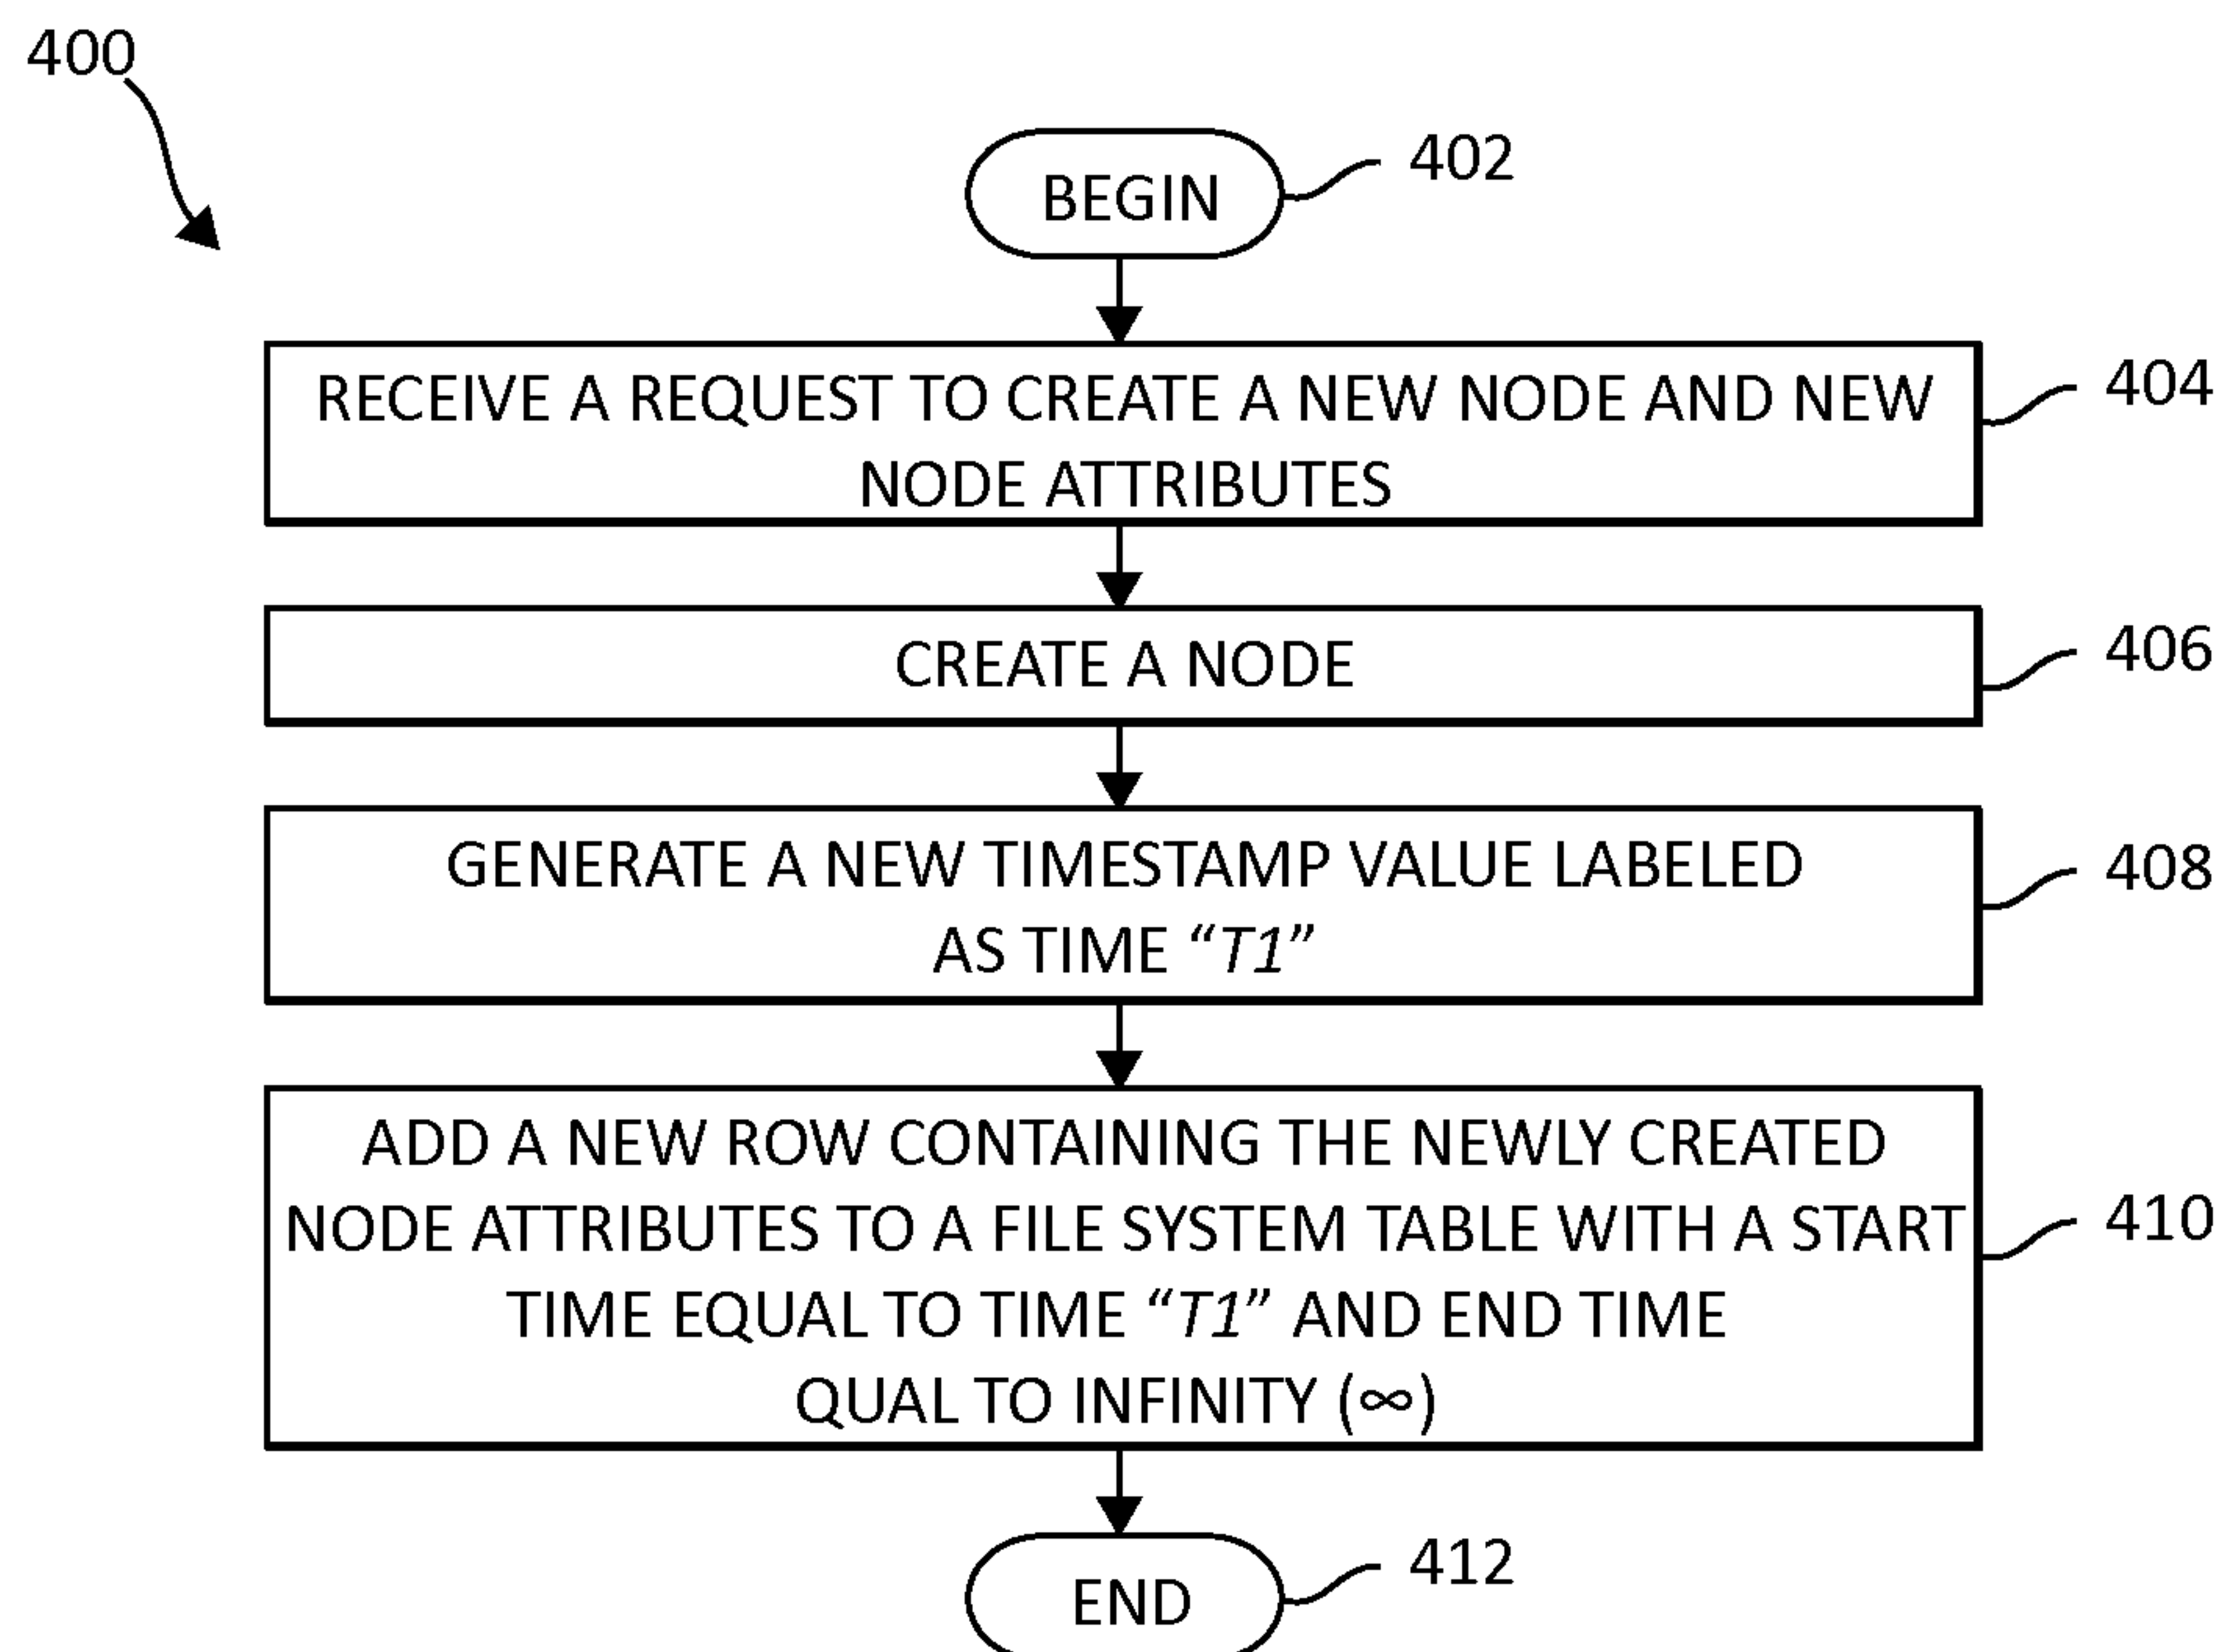 400
BEGIN
402
RECEIVE A REQUEST TO CREATE A NEW NODE AND NEW
NODE ATTRIBUTES
404
CREATE A NODE
406
GENERATE A NEW TIMESTAMP VALUE LABELED
AS TIME “T1”
408
ADD A NEW ROW CONTAINING THE NEWLY CREATED
NODE ATTRIBUTES TO A FILE SYSTEM TABLE WITH A START
TIME EQUAL TO TIME “T1” AND END TIME
QUAL TO INFINITY (∞)
410
END
412